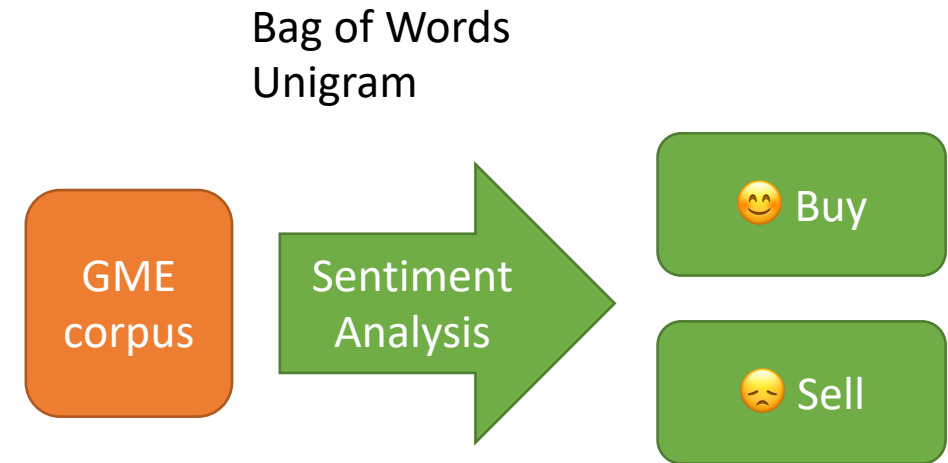 Bag of Words
Unigram
GME
corpus
Sentiment
Analysis
😊 Buy
😞 Sell